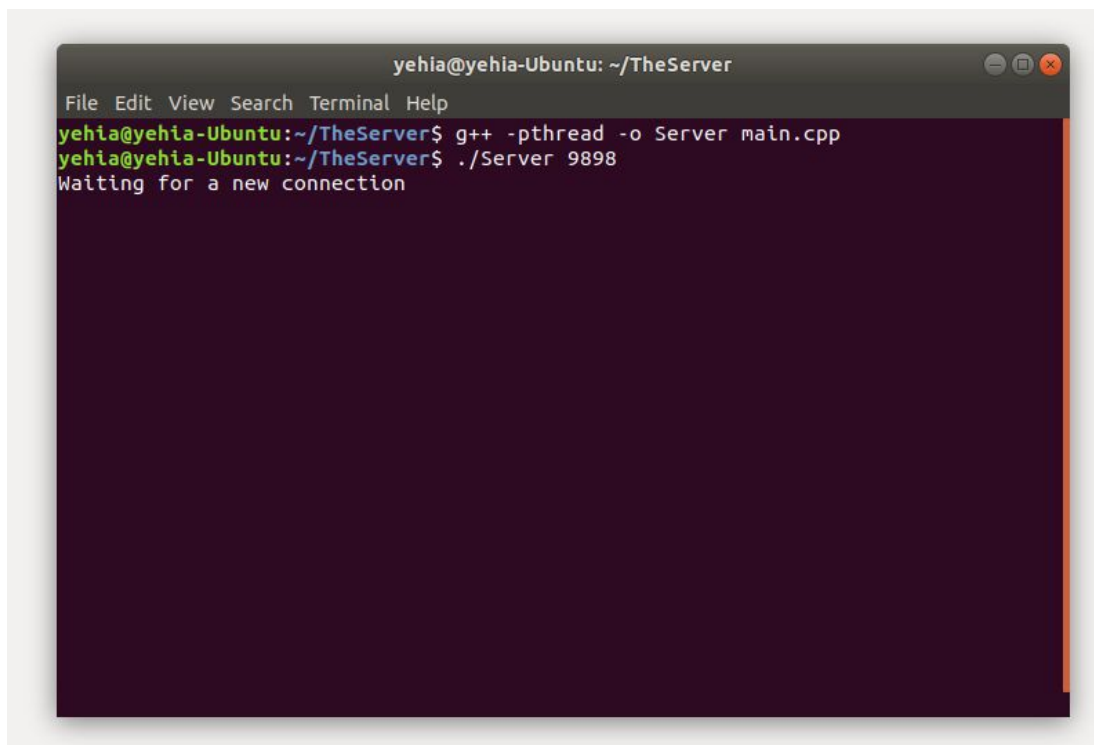 yehia@yehia-Ubuntu: ~/TheServer
File Edit View Search Terminal Help
yehia@yehia-Ubuntu:~/TheServer$ g++ -pthread -o Server main.cpp
yehia@yehia-Ubuntu:~/TheServer$ ./Server 9898
Waiting for a new connection